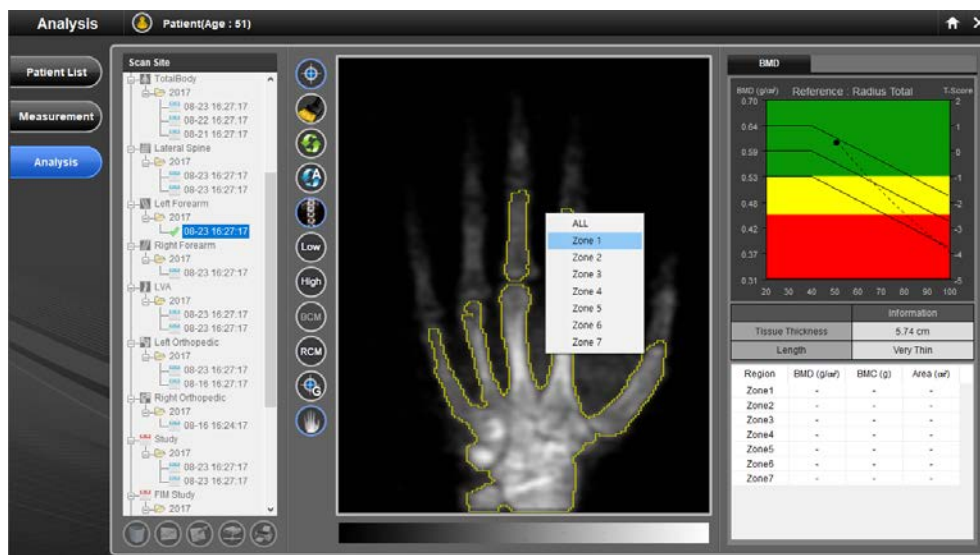 Analysis
Patient(Age : 51)
Patient List
Measurement
Analysis
Scan Site
TotalBody
2017
08-23 16:27:17
08-22 16:27:17
08-21 16:27:17
Lateral Spine
2017
08-23 16:27:17
08-23 16:27:17
Left Forearm
2017
08-23 16:27:17
Right Forearm
2017
08-23 16:27:17
LVA
2017
08-23 16:27:17
08-23 16:27:17
Left Orthopedic
2017
08-23 16:27:17
08-16 16:27:17
Right Orthopedic
2017
08-16 16:24:17
Study
2017
08-23 16:27:17
08-23 16:27:17
FIM Study
2017
A
Low
High
BCM
RCM
G
ALL
Zone 1
Zone 2
Zone 3
Zone 4
Zone 5
Zone 6
Zone 7
BMD
BMD (g/㎠) Reference : Radius Total T-Score
0.70 2
0.64 1
0.59 0
0.53 -1
0.48 -2
0.42 -3
0.37 -4
0.31 -5
20 30 40 50 60 70 80 90 100
Information
Tissue Thickness 5.74 cm
Length Very Thin
Region BMD (g/㎠) BMC (g) Area (㎠)
Zone1 - - -
Zone2 - - -
Zone3 - - -
Zone4 - - -
Zone5 - - -
Zone6 - - -
Zone7 - - -